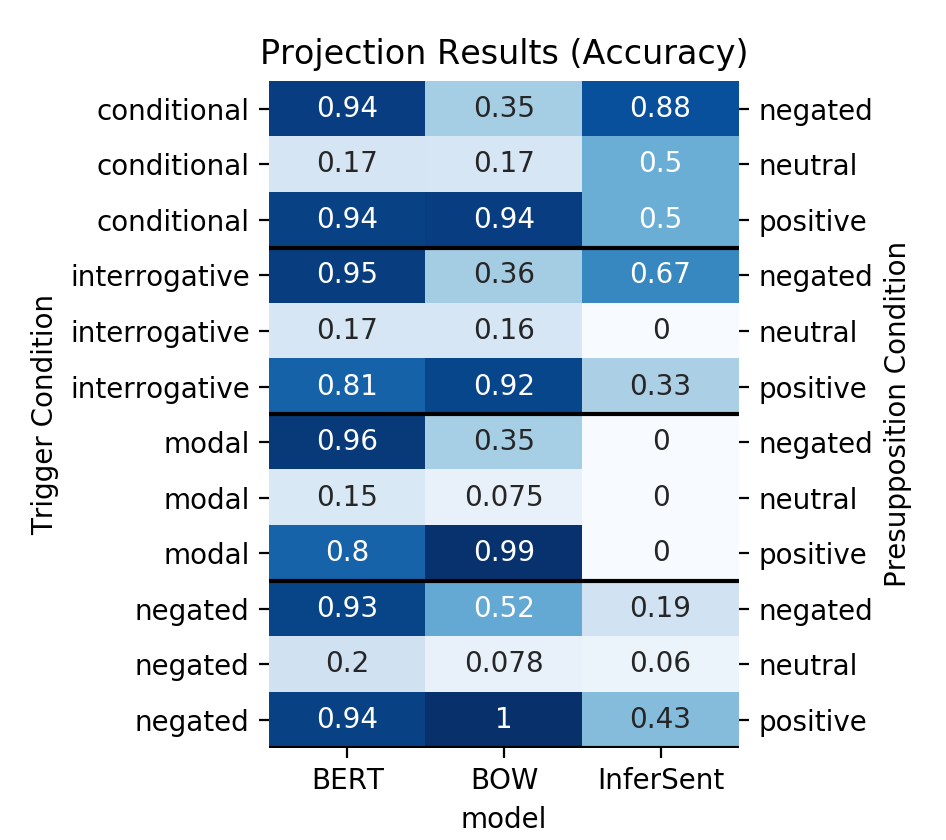 Projection Results (Accuracy)
conditional 0.94 0.35 0.88 negated
conditional 0.17 0.17 0.5 neutral
conditional 0.94 0.94 0.5 positive
interrogative 0.95 0.36 0.67 negated
interrogative 0.17 0.16 0 neutral
interrogative 0.81 0.92 0.33 positive
modal 0.96 0.35 0 negated
modal 0.15 0.075 0 neutral
modal 0.8 0.99 0 positive
negated 0.93 0.52 0.19 negated
negated 0.2 0.078 0.06 neutral
negated 0.94 1 0.43 positive
Trigger Condition
Presupposition Condition
BERT BOW InferSent
model